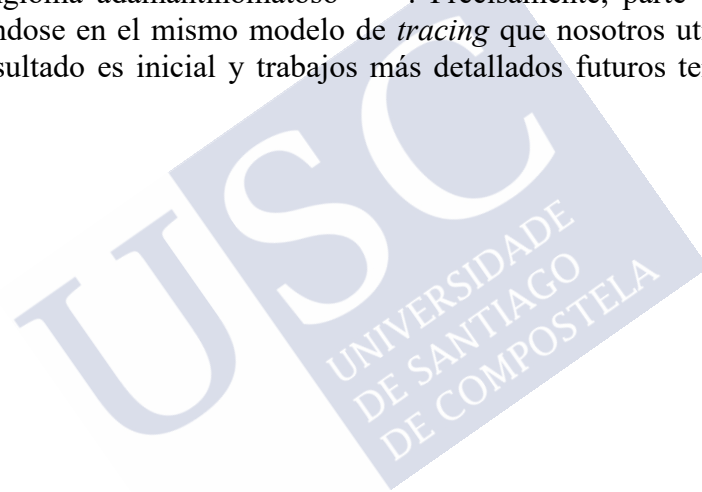 adamantinomatoso . Precisamente, parte
ndose en el mismo modelo de tracing que nosotros ut
sultado es inicial y trabajos más detallados futuros te
USC
UNIVERSIDADE
DE SANTIAGO
DE COMPOSTELA